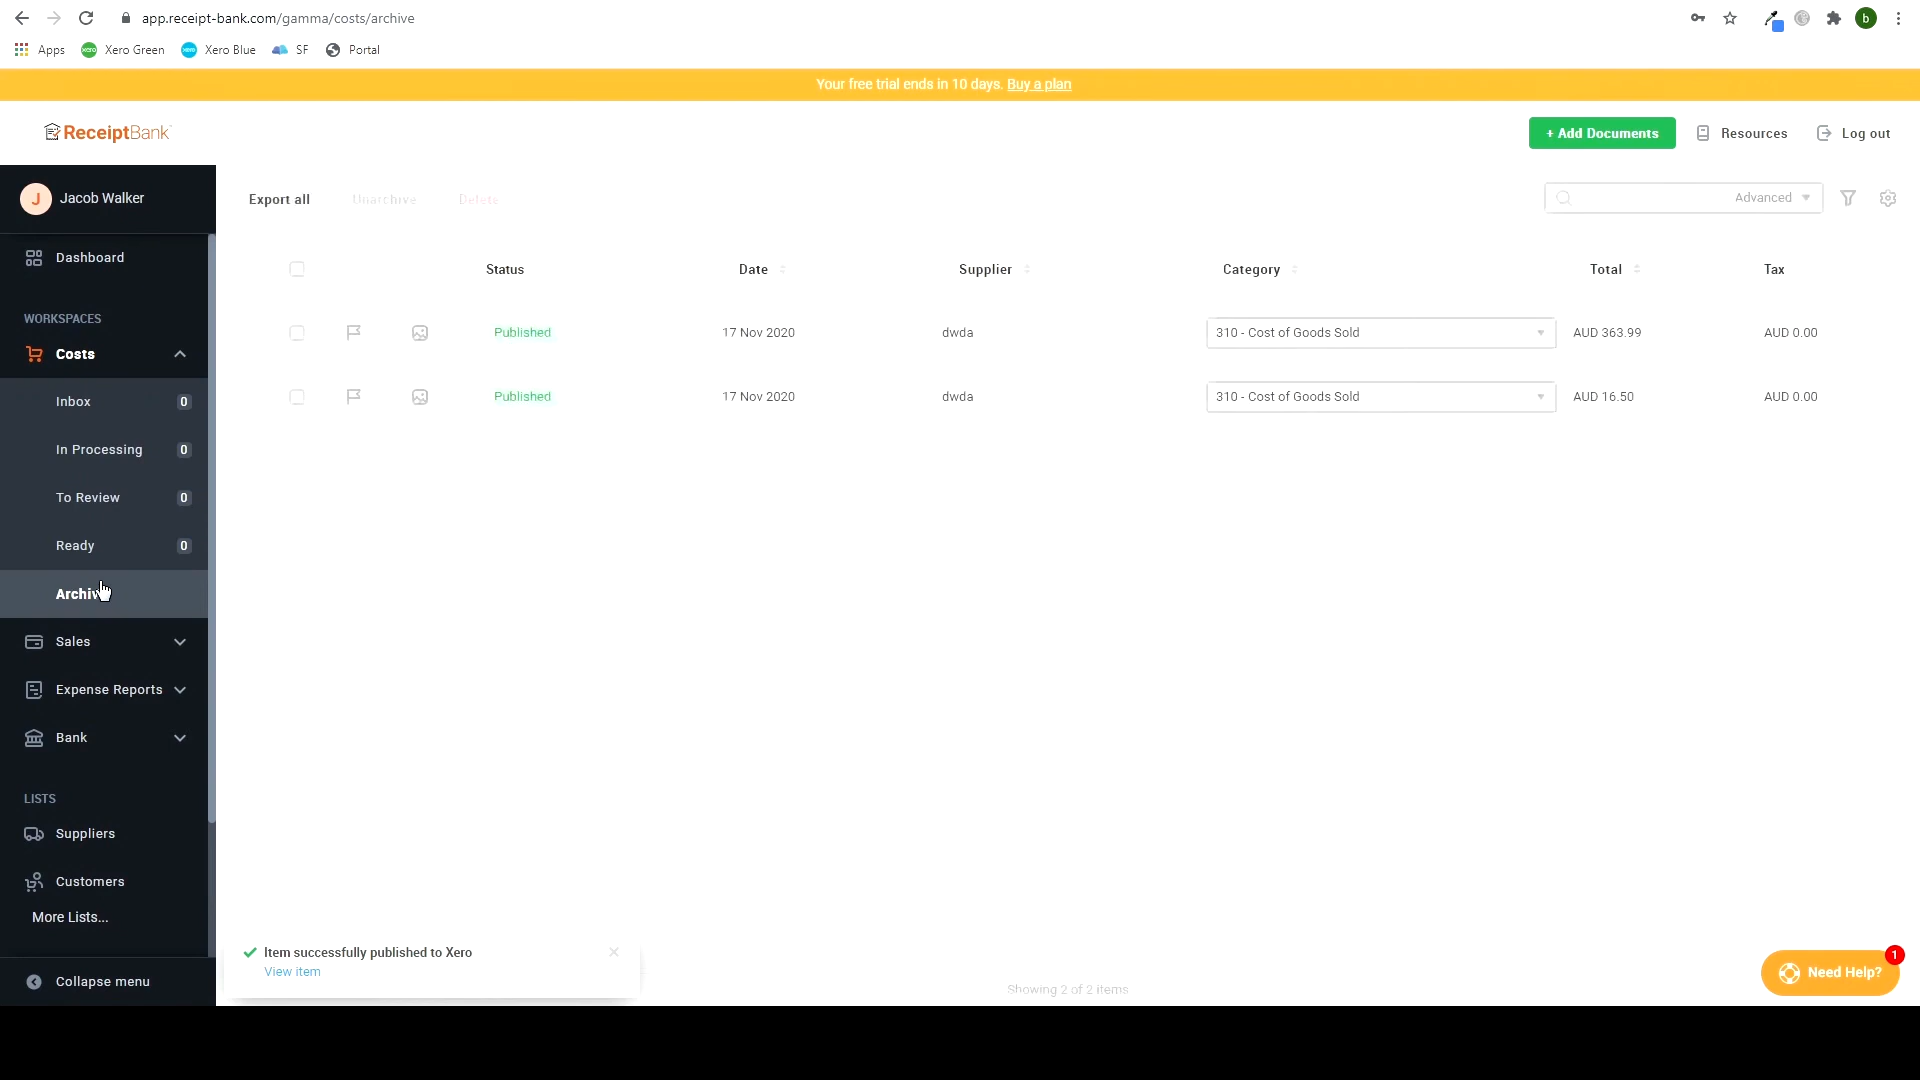 app.receipt-bank.com/gamma/costs/archive
b
Apps
Xero Green
Xero Blue
SF
Portal
Your free trial ends in 10 days. Buy a plan
ReceiptBank
+ Add Documents
Resources
Log out
J
Jacob Walker
Export all
Unarchive
Delete
Advanced
Dashboard
Status
Date
Supplier
Category
Total
Tax
WORKSPACES
Costs
Published
17 Nov 2020
dwda
310 - Cost of Goods Sold
AUD 363.99
AUD 0.00
Published
17 Nov 2020
dwda
310 - Cost of Goods Sold
AUD 16.50
AUD 0.00
Inbox 0
In Processing 0
To Review 0
Ready 0
Archiv
Sales
Expense Reports
Bank
LISTS
Suppliers
Customers
More Lists...
Collapse menu
Item successfully published to Xero
View item
Showing 2 of 2 items
Need Help?
1